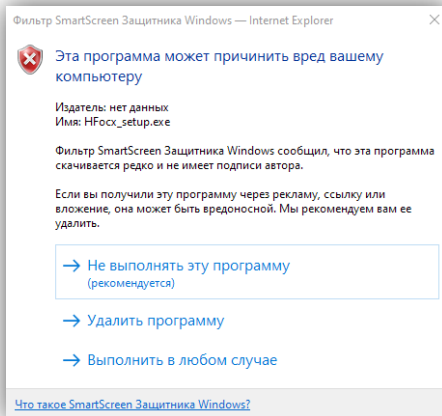 Фильтр SmartScreen Защитника Windows — Internet Explorer
Эта программа может причинить вред вашему
компьютеру
Издатель: нет данных
Имя: HFocx_setup.exe
Фильтр SmartScreen Защитника Windows сообщил, что эта программа
скачивается редко и не имеет подписи автора.
Если вы получили эту программу через рекламу, ссылку или
вложение, она может быть вредоносной. Мы рекомендуем вам ее
удалить.
Не выполнять эту программу
(рекомендуется)
Удалить программу
Выполнить в любом случае
Что такое SmartScreen Защитника Windows?